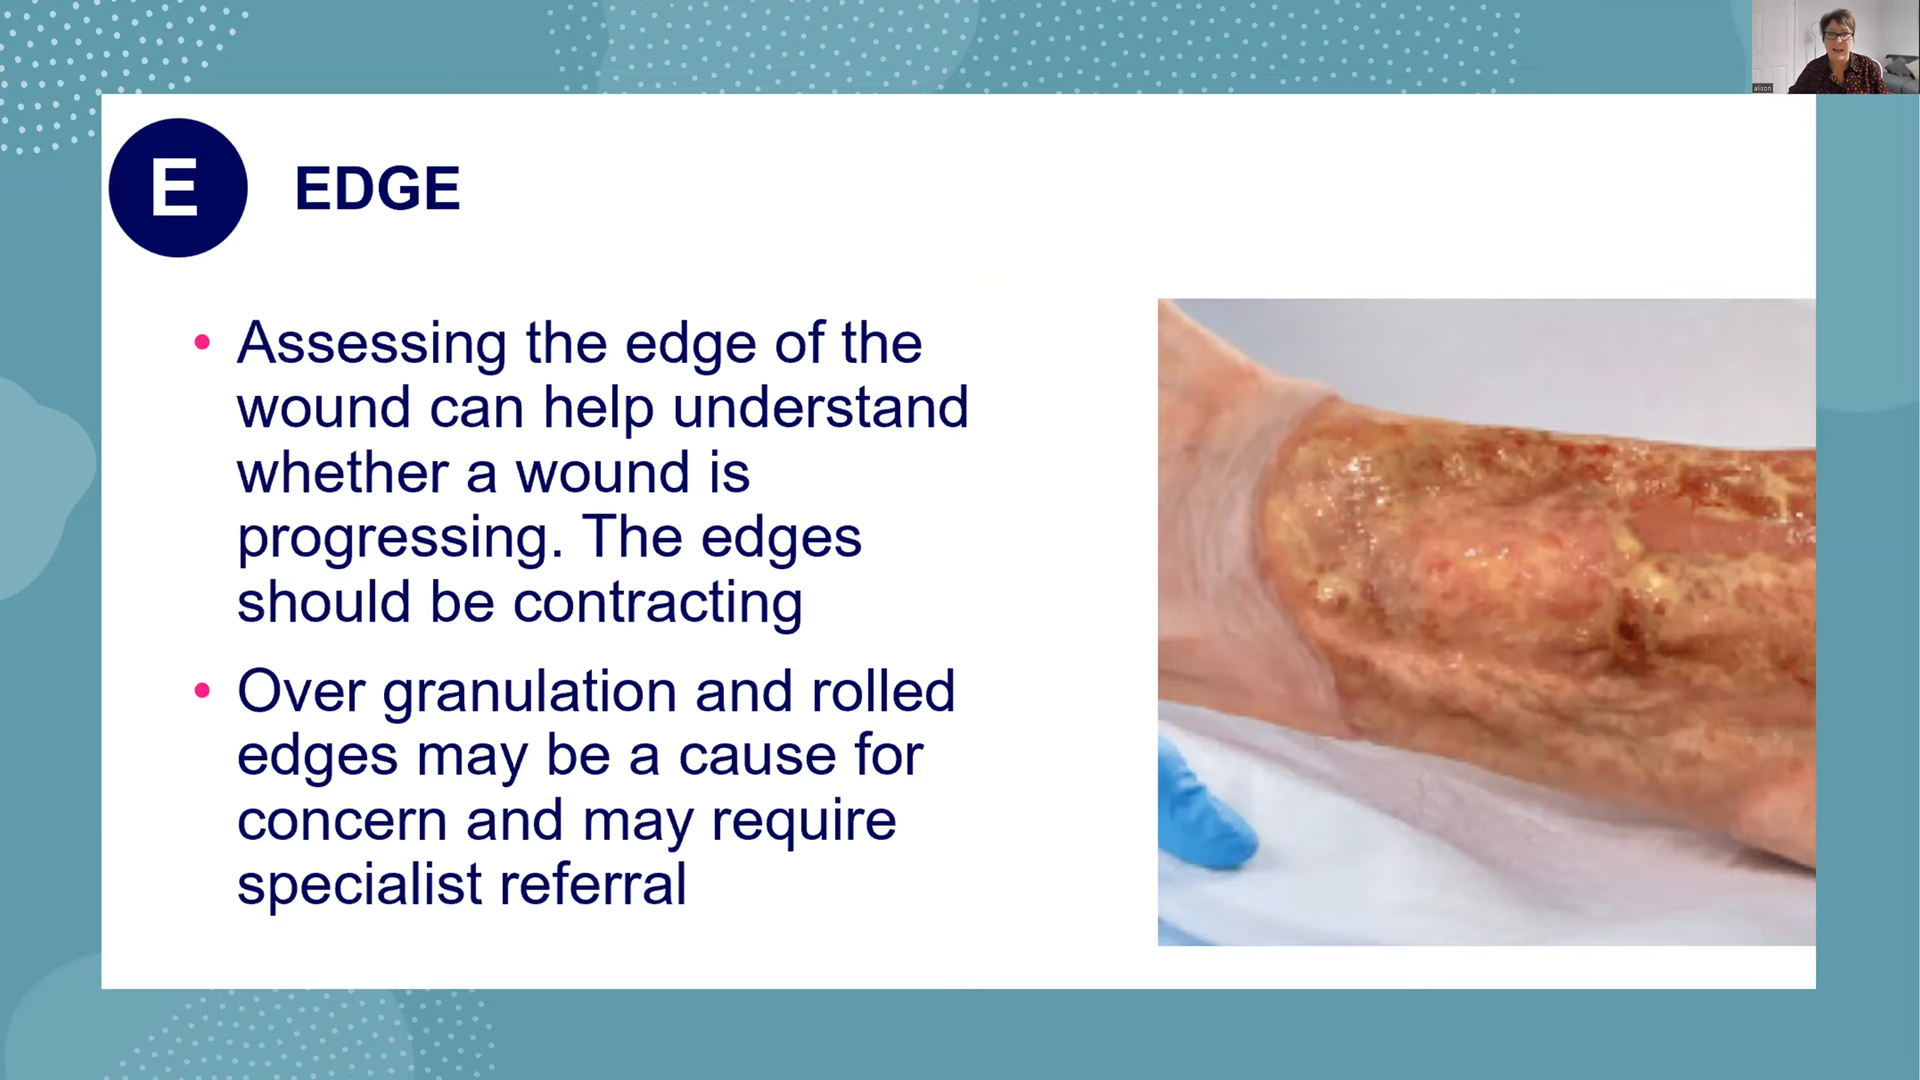 alison
E
EDGE
• Assessing the edge of the
wound can help understand
whether a wound is
progressing. The edges
should be contracting
• Over granulation and rolled
edges may be a cause for
concern and may require
specialist referral